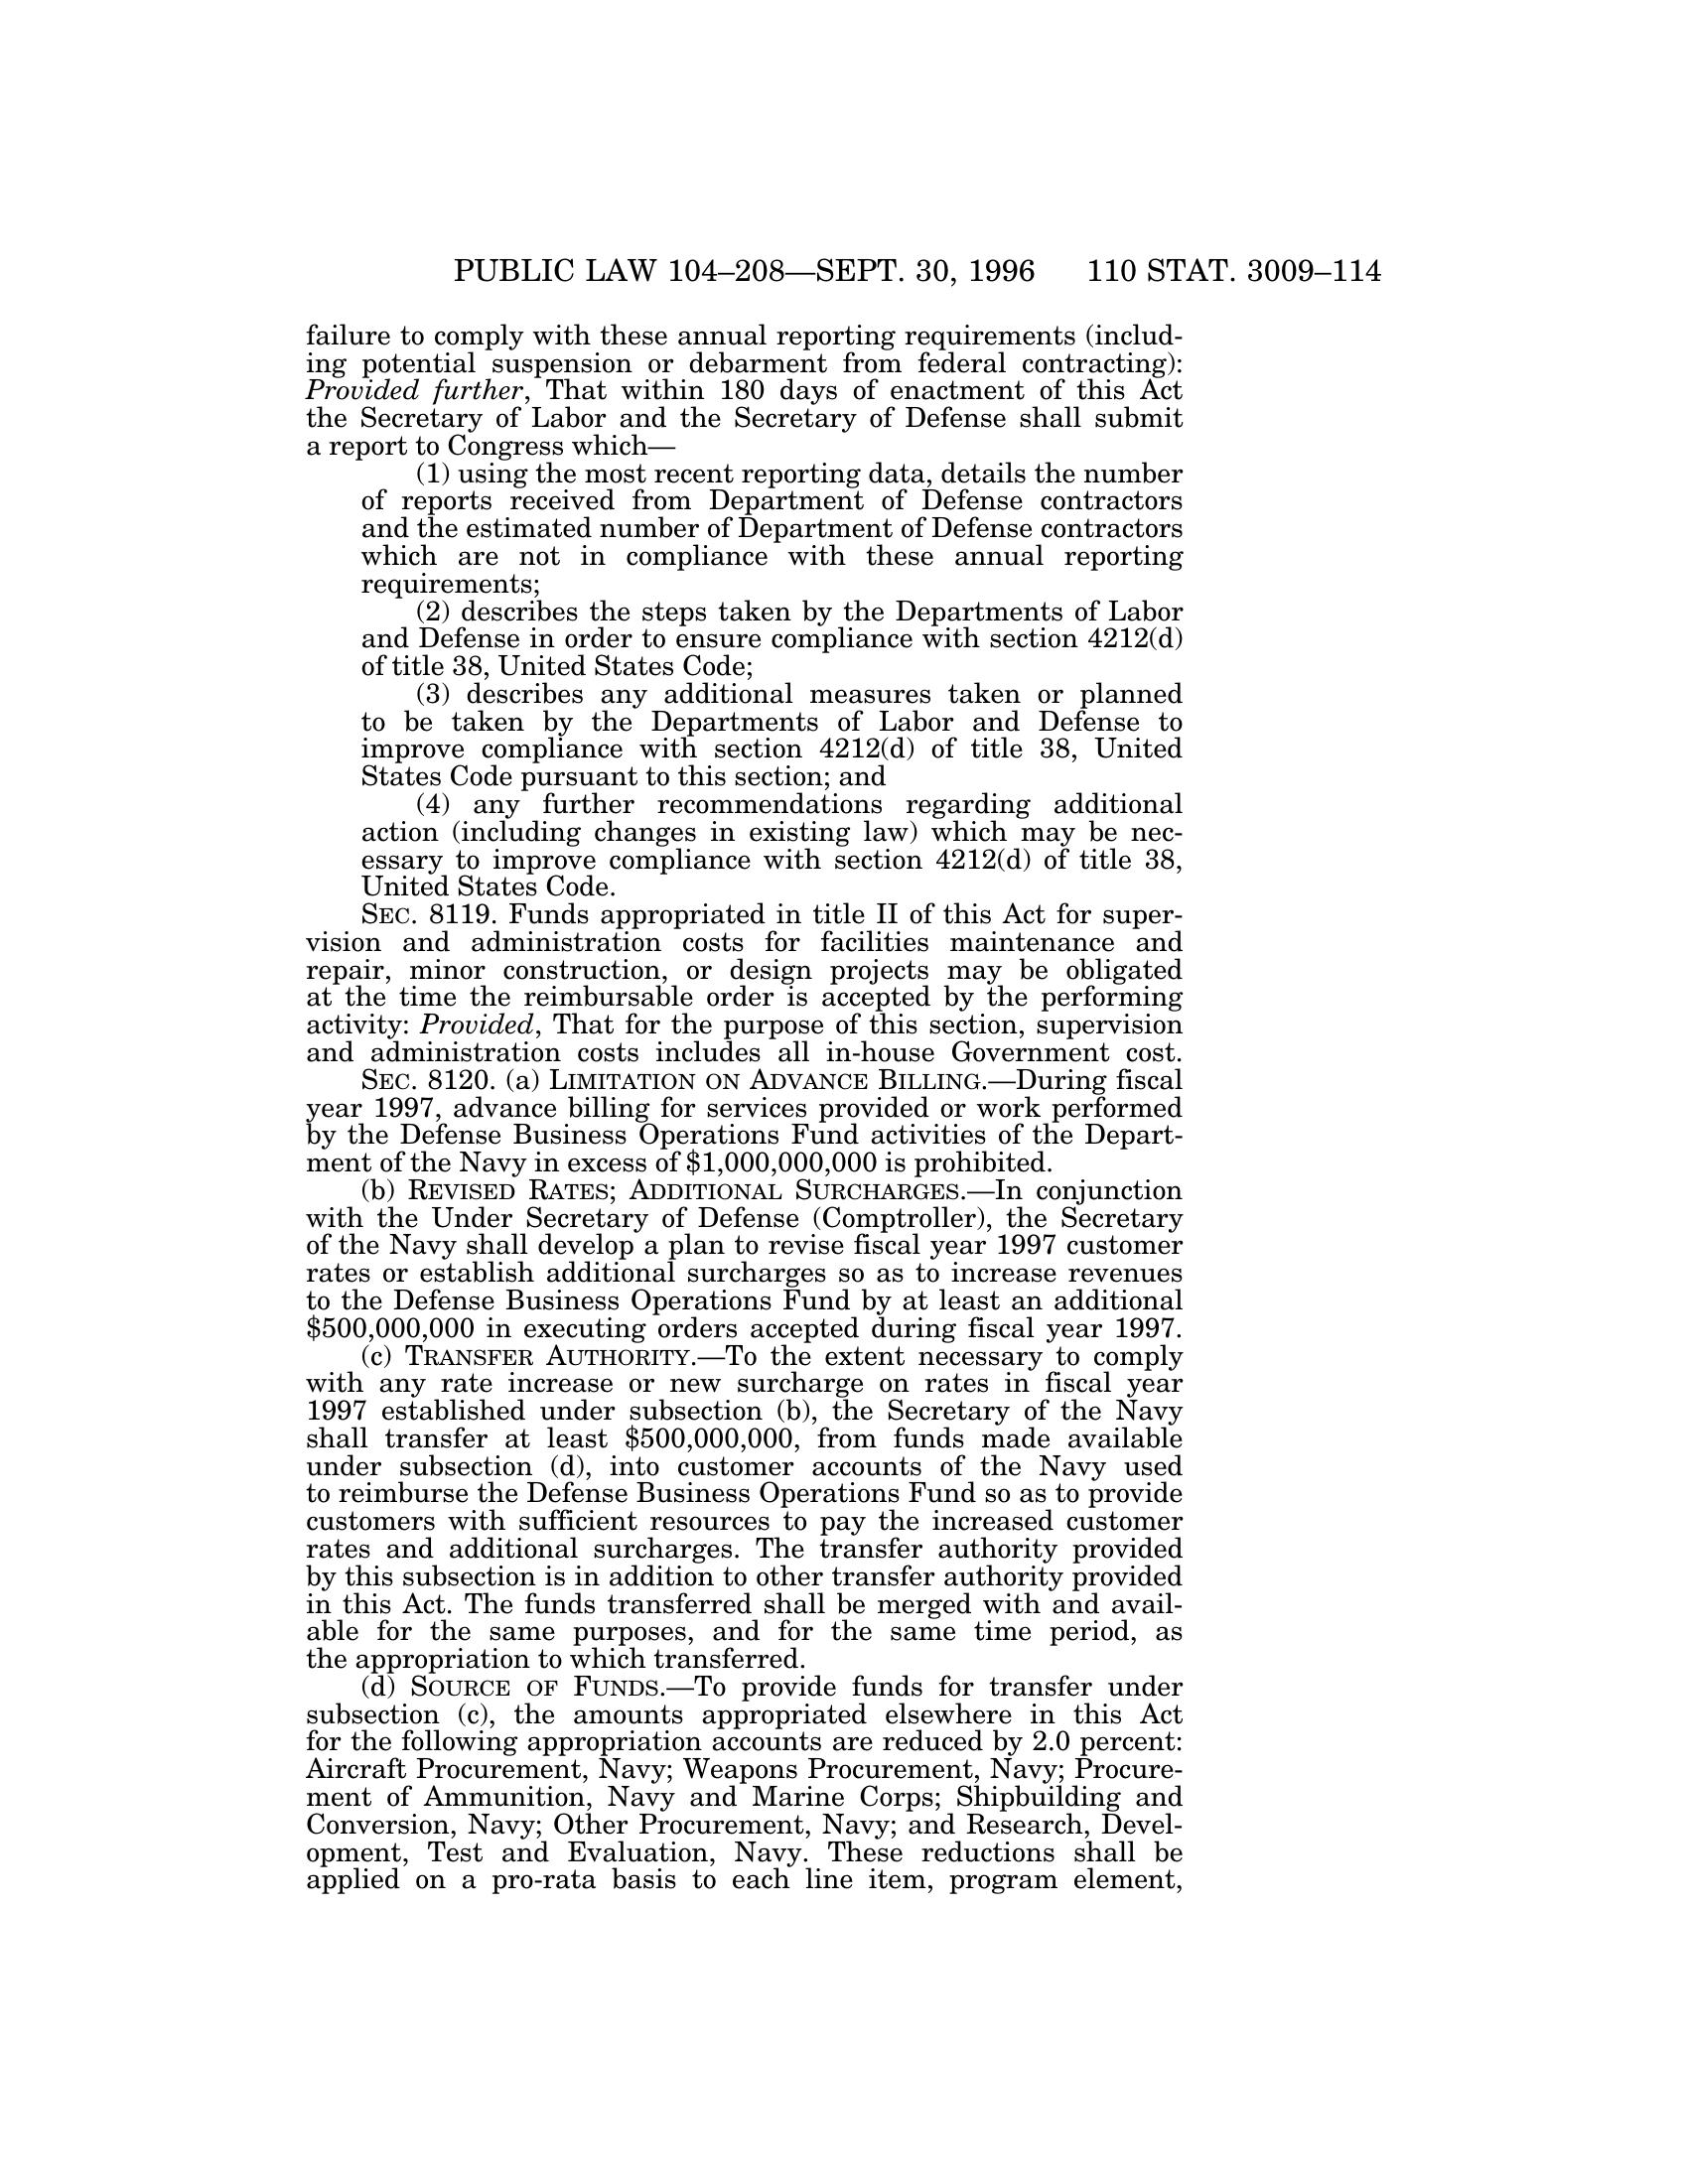 PUBLIC LAW 104–208—SEPT. 30, 1996 110 STAT. 3009–114
failure to comply with these annual reporting requirements (includ-
ing potential suspension or debarment from federal contracting):
Provided further, That within 180 days of enactment of this Act
the Secretary of Labor and the Secretary of Defense shall submit
a report to Congress which—
(1) using the most recent reporting data, details the number
of reports received from Department of Defense contractors
and the estimated number of Department of Defense contractors
which are not in compliance with these annual reporting
requirements;
(2) describes the steps taken by the Departments of Labor
and Defense in order to ensure compliance with section 4212(d)
of title 38, United States Code;
(3) describes any additional measures taken or planned
to be taken by the Departments of Labor and Defense to
improve compliance with section 4212(d) of title 38, United
States Code pursuant to this section; and
(4) any further recommendations regarding additional
action (including changes in existing law) which may be nec-
essary to improve compliance with section 4212(d) of title 38,
United States Code.
SEC. 8119. Funds appropriated in title II of this Act for super-
vision and administration costs for facilities maintenance and
repair, minor construction, or design projects may be obligated
at the time the reimbursable order is accepted by the performing
activity: Provided, That for the purpose of this section, supervision
and administration costs includes all in-house Government cost.
SEC. 8120. (a) LIMITATION ON ADVANCE BILLING.—During fiscal
year 1997, advance billing for services provided or work performed
by the Defense Business Operations Fund activities of the Depart-
ment of the Navy in excess of $1,000,000,000 is prohibited.
(b) REVISED RATES; ADDITIONAL SURCHARGES.—In conjunction
with the Under Secretary of Defense (Comptroller), the Secretary
of the Navy shall develop a plan to revise fiscal year 1997 customer
rates or establish additional surcharges so as to increase revenues
to the Defense Business Operations Fund by at least an additional
$500,000,000 in executing orders accepted during fiscal year 1997.
(c) TRANSFER AUTHORITY.—To the extent necessary to comply
with any rate increase or new surcharge on rates in fiscal year
1997 established under subsection (b), the Secretary of the Navy
shall transfer at least $500,000,000, from funds made available
under subsection (d), into customer accounts of the Navy used
to reimburse the Defense Business Operations Fund so as to provide
customers with sufficient resources to pay the increased customer
rates and additional surcharges. The transfer authority provided
by this subsection is in addition to other transfer authority provided
in this Act. The funds transferred shall be merged with and avail-
able for the same purposes, and for the same time period, as
the appropriation to which transferred.
(d) SOURCE OF FUNDS.—To provide funds for transfer under
subsection (c), the amounts appropriated elsewhere in this Act
for the following appropriation accounts are reduced by 2.0 percent:
Aircraft Procurement, Navy; Weapons Procurement, Navy; Procure-
ment of Ammunition, Navy and Marine Corps; Shipbuilding and
Conversion, Navy; Other Procurement, Navy; and Research, Devel-
opment, Test and Evaluation, Navy. These reductions shall be
applied on a pro-rata basis to each line item, program element,